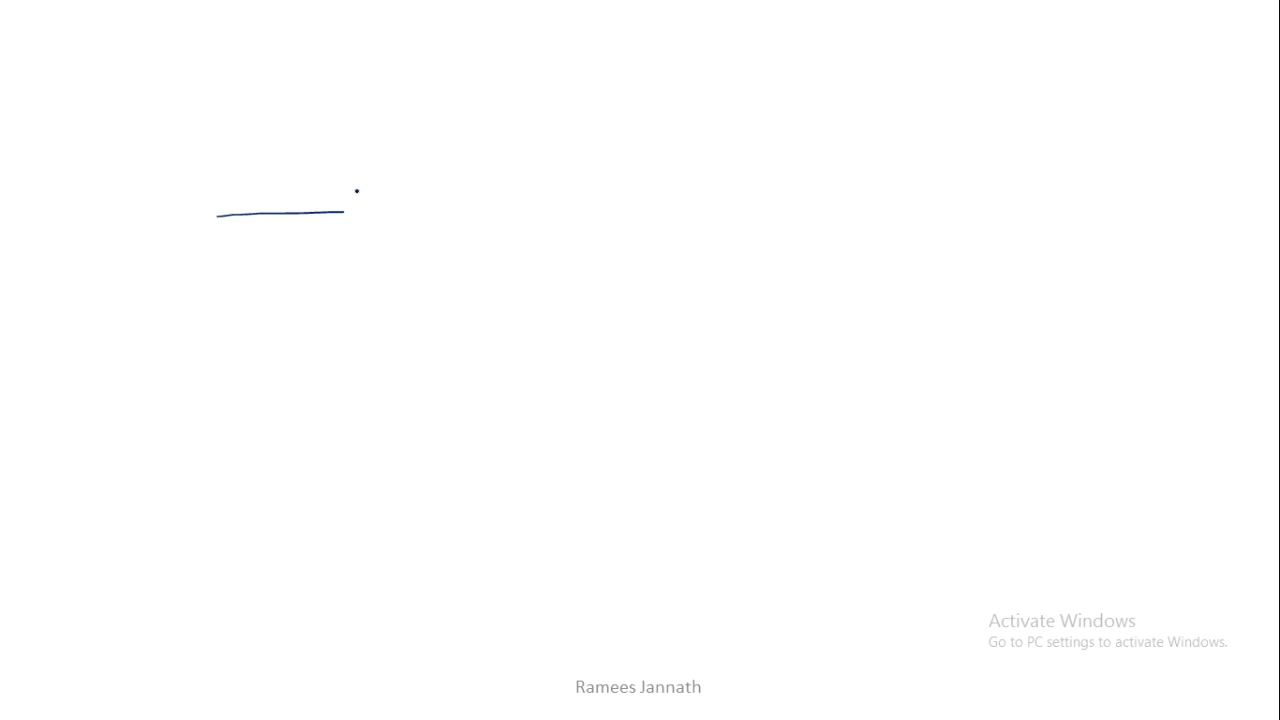 Activate Windows
Go to PC settings to activate Windows.
Ramees Jannath